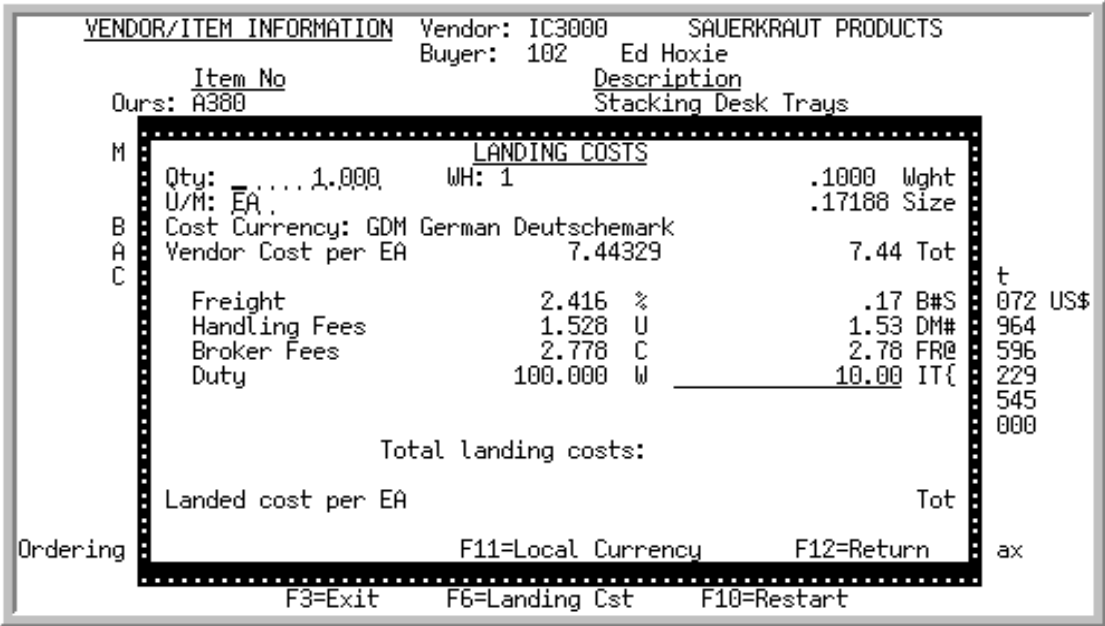 VENDOR/ITEM INFORMATION Vendor: IC3000 SAUERKRAUT PRODUCTS
Buyer: 102 Ed Hoxie
Item No Description
Ours: A380 Stacking Desk Trays
M LANDING COSTS
Qty: _ .... 1.000 WH: 1 .1000 Wght
U/M: EA . .17188 Size
B Cost Currency: GDM German Deutschemark
A Vendor Cost per EA 7.44329 7.44 Tot
C t
Freight 2.416 % .17 B#S 072 US$
Handling Fees 1.528 U 1.53 DM# 964
Broker Fees 2.778 C 2.78 FR@ 596
Duty 100.000 W 10.00 IT{ 229
545
000
Total landing costs:
Landed cost per EA Tot
Ordering F11=Local Currency F12=Return ax
F3=Exit F6=Landing Cst F10=Restart